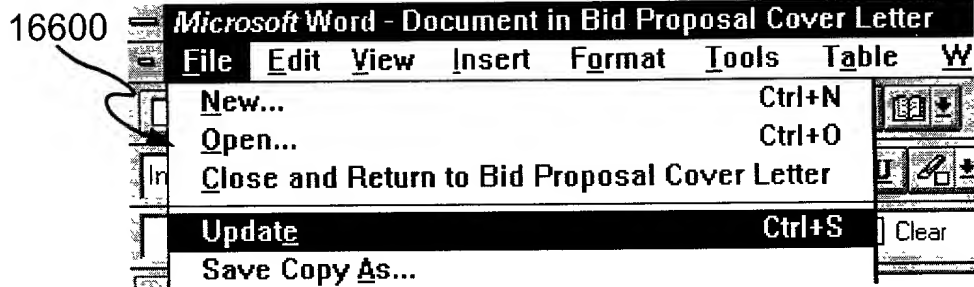 16600
Microsoft Word - Document in Bid Proposal Cover Letter
File Edit View Insert Format Tools Table W
New... Ctrl+N
Open... Ctrl+O
Close and Return to Bid Proposal Cover Letter
In U
Update Ctrl+S
Clear
Save Copy As...